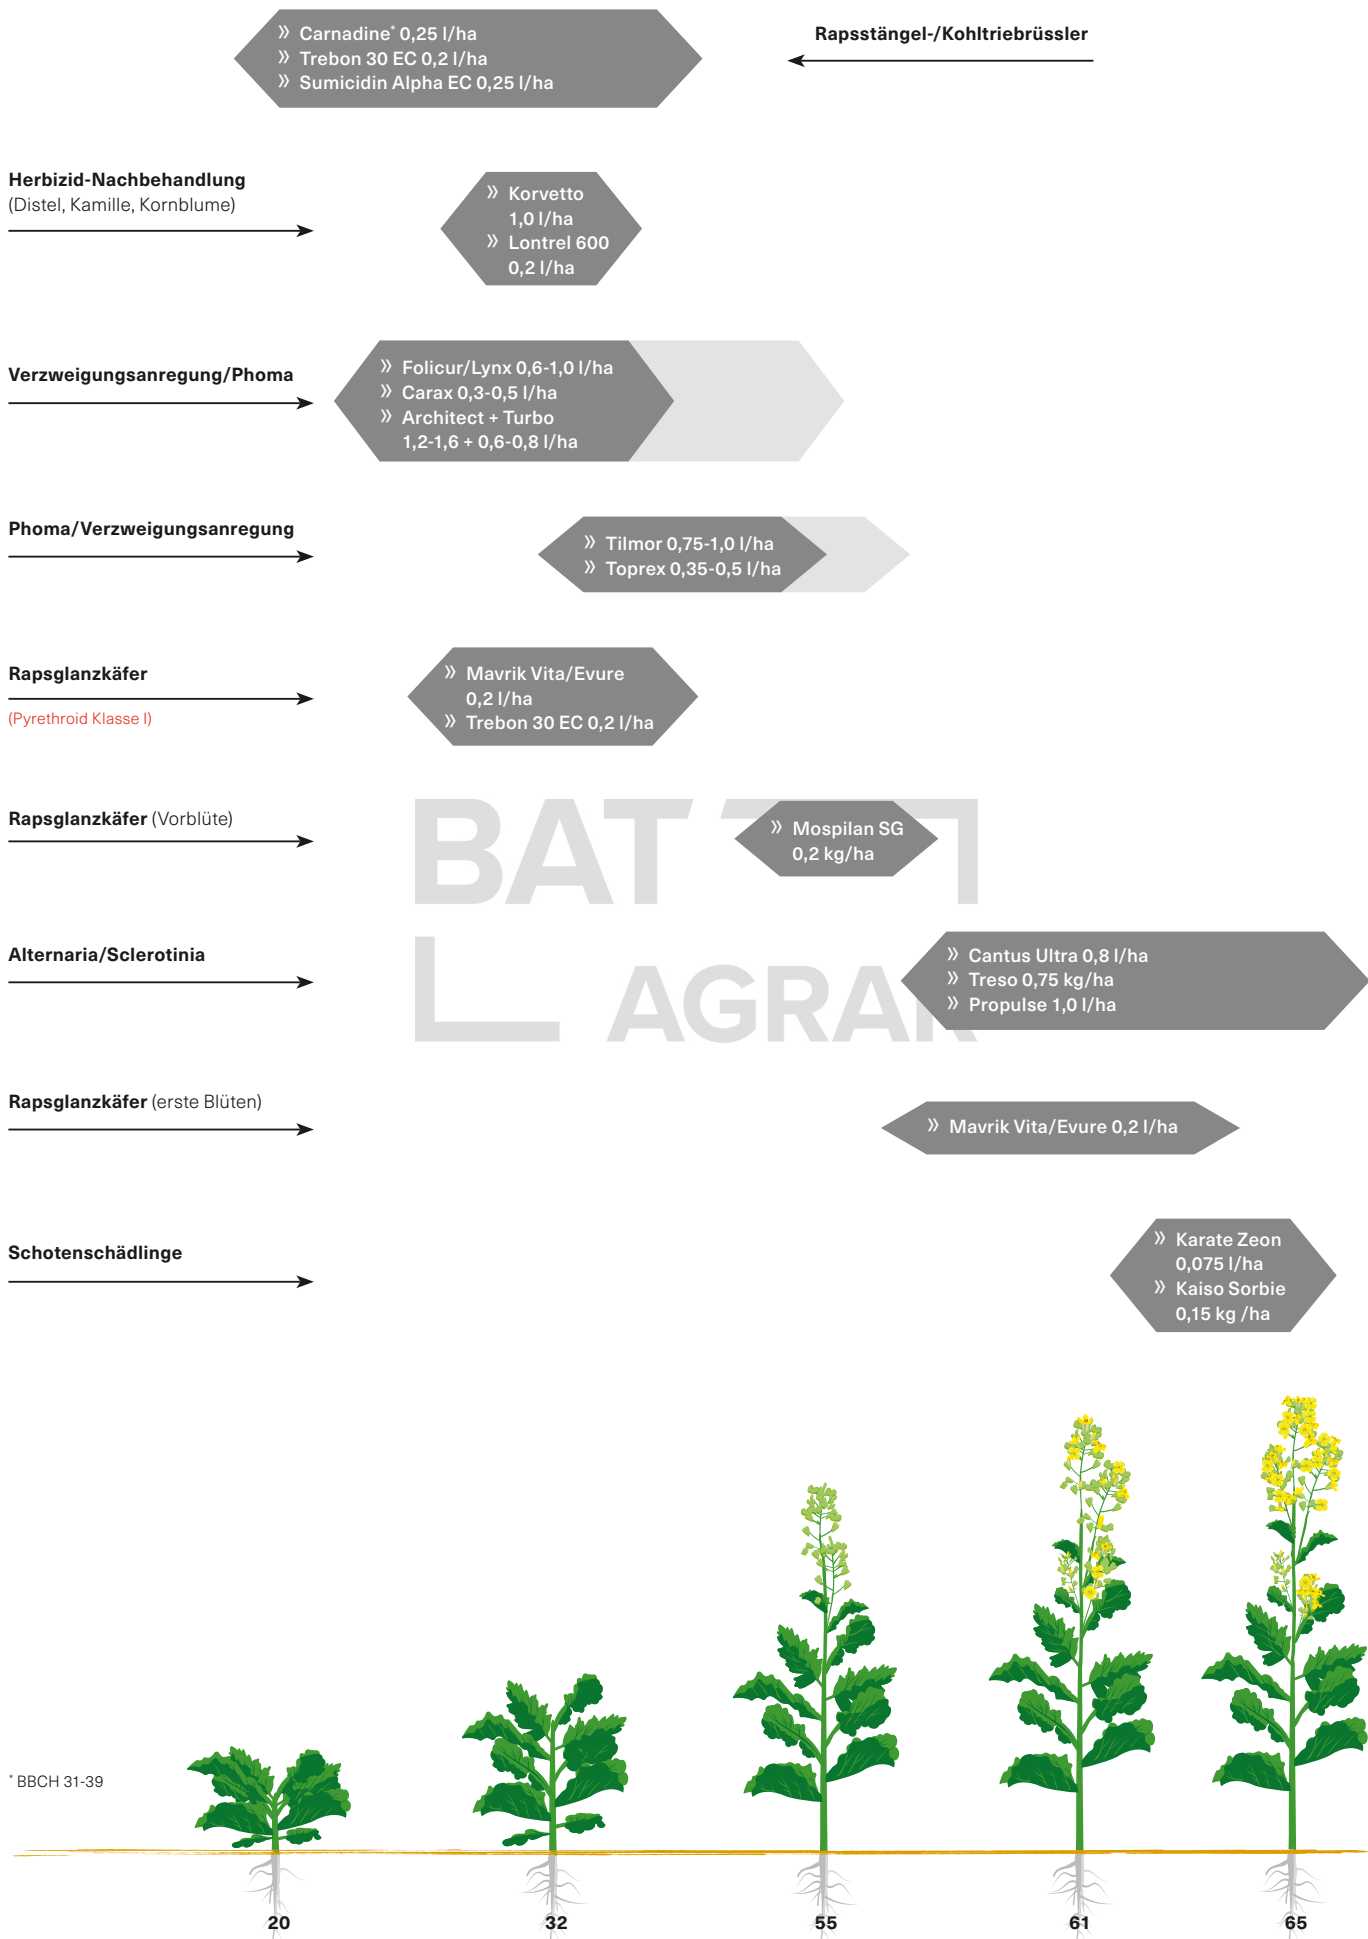 » Carnadine* 0,25 l/ha
» Trebon 30 EC 0,2 l/ha
» Sumicidin Alpha EC 0,25 l/ha
Rapsstängel-/Kohltriebrüssler
Herbizid-Nachbehandlung
(Distel, Kamille, Kornblume)
» Korvetto
1,0 l/ha
» Lontrel 600
0,2 l/ha
Verzweigungsanregung/Phoma
» Folicur/Lynx 0,6-1,0 l/ha
» Carax 0,3-0,5 l/ha
» Architect + Turbo
1,2-1,6 + 0,6-0,8 l/ha
Phoma/Verzweigungsanregung
» Tilmor 0,75-1,0 l/ha
» Toprex 0,35-0,5 l/ha
Rapsglanzkäfer
(Pyrethroid Klasse I)
» Mavrik Vita/Evure
0,2 l/ha
» Trebon 30 EC 0,2 l/ha
Rapsglanzkäfer (Vorblüte)
» Mospilan SG
0,2 kg/ha
BAT
AGRAR
Alternaria/Sclerotinia
» Cantus Ultra 0,8 l/ha
» Treso 0,75 kg/ha
» Propulse 1,0 l/ha
Rapsglanzkäfer (erste Blüten)
» Mavrik Vita/Evure 0,2 l/ha
Schotenschädlinge
» Karate Zeon
0,075 l/ha
» Kaiso Sorbie
0,15 kg /ha
* BBCH 31-39
20 32 55 61 65